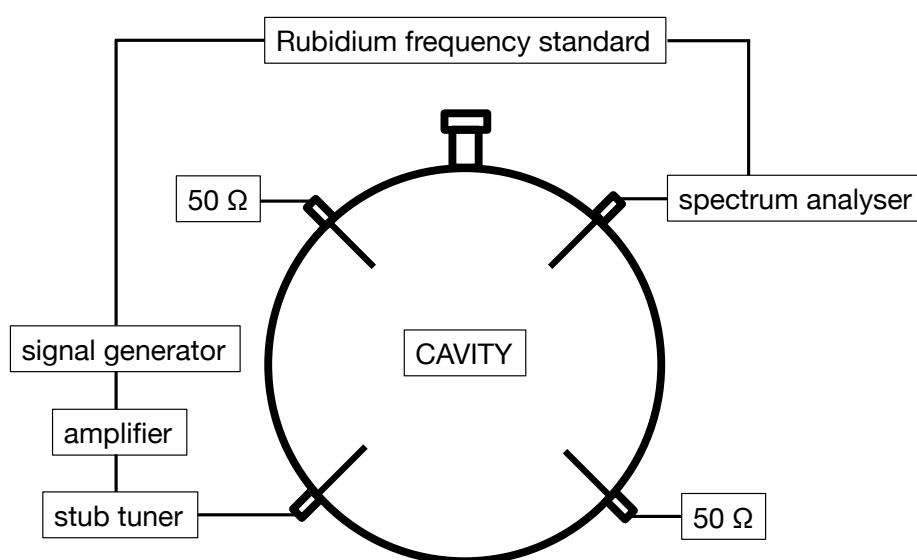 Rubidium frequency standard
50 Ω
spectrum analyser
signal generator
CAVITY
amplifier
stub tuner
50 Ω